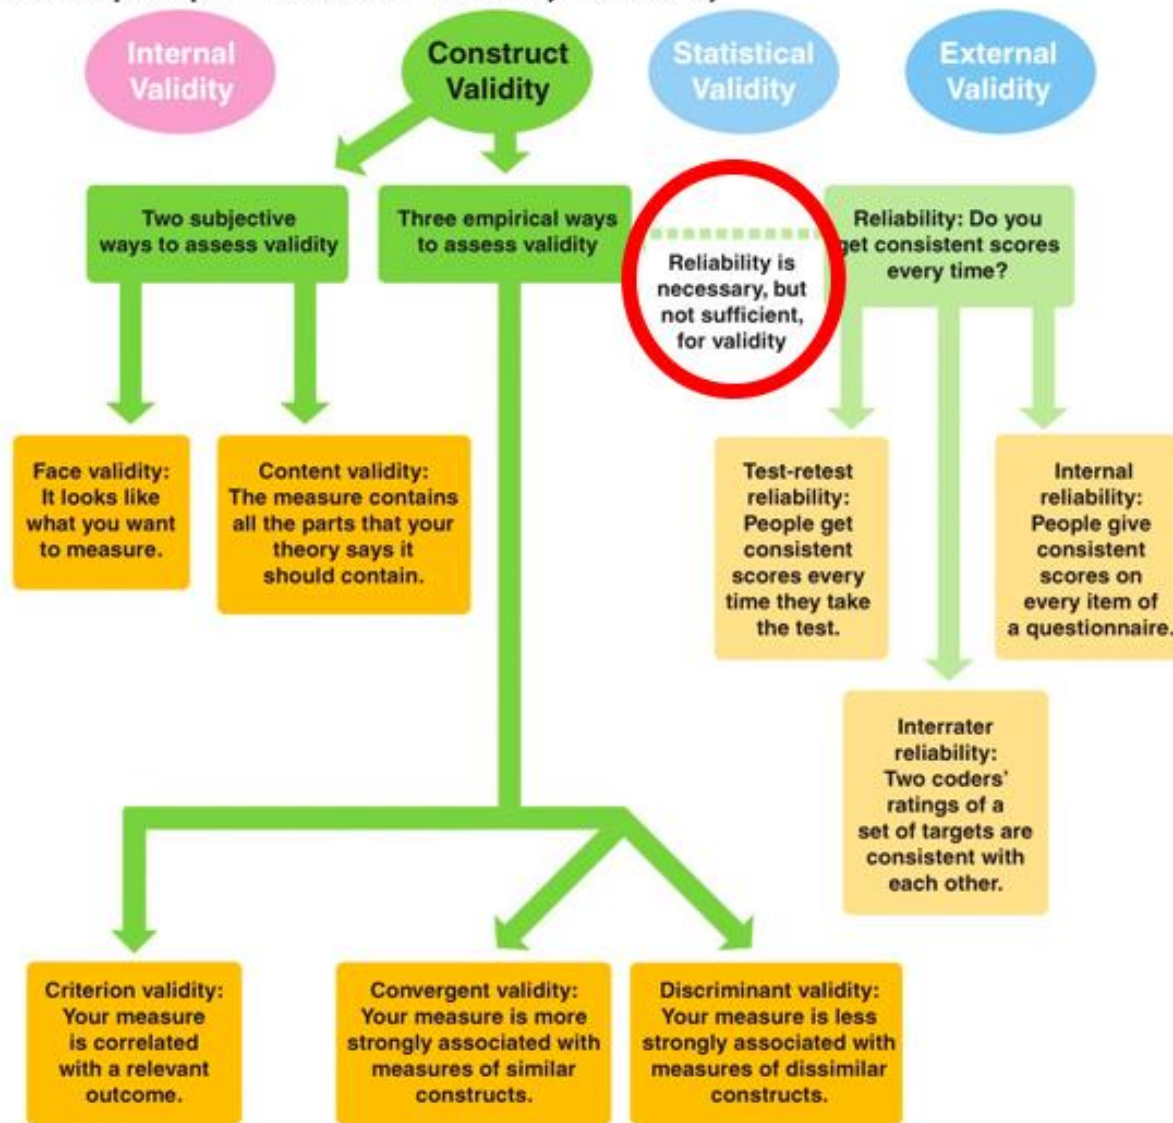 Internal
Validity
Construct
Validity
Statistical
Validity
External
Validity
Two subjective
ways to assess validity
Three empirical ways
to assess validity
Reliability is
necessary, but
not sufficient,
for validity
Reliability: Do you
get consistent scores
every time?
Face validity:
It looks like
what you want
to measure.
Content validity:
The measure contains
all the parts that your
theory says it
should contain.
Test-retest
reliability:
People get
consistent
scores every
time they take
the test.
Internal
reliability:
People give
consistent
scores on
every item of
a questionnaire.
Interrater
reliability:
Two coders’
ratings of a
set of targets are
consistent with
each other.
Criterion validity:
Your measure
is correlated
with a relevant
outcome.
Convergent validity:
Your measure is more
strongly associated with
measures of similar
constructs.
Discriminant validity:
Your measure is less
strongly associated with
measures of dissimilar
constructs.